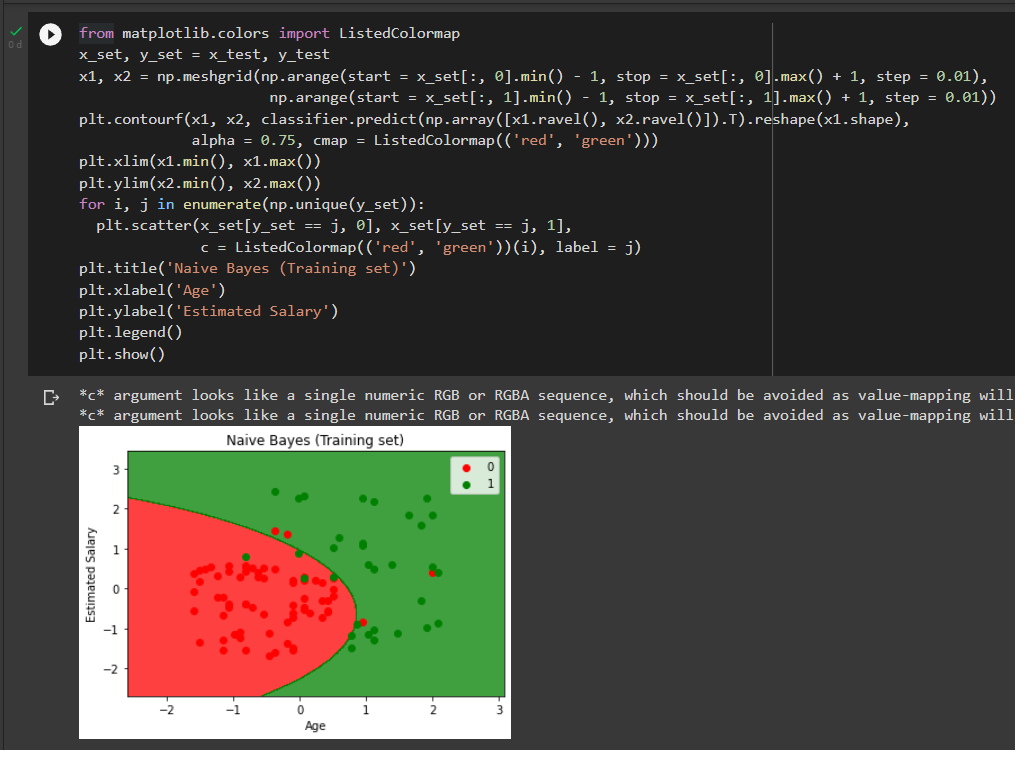 from matplotlib.colors import ListedColormap
x_set, y_set = x_test, y_test
x1, x2 = np.meshgrid(np.arange(start = x_set[:, 0].min() - 1, stop = x_set[:, 0].max() + 1, step = 0.01),
np.arange(start = x_set[:, 1].min() - 1, stop = x_set[:, 1].max() + 1, step = 0.01))
plt.contourf(x1, x2, classifier.predict(np.array([x1.ravel(), x2.ravel()]).T).reshape(x1.shape),
alpha = 0.75, cmap = ListedColormap(('red', 'green')))
plt.xlim(x1.min(), x1.max())
plt.ylim(x2.min(), x2.max())
for i, j in enumerate(np.unique(y_set)):
plt.scatter(x_set[y_set == j, 0], x_set[y_set == j, 1],
c = ListedColormap(('red', 'green'))(i), label = j)
plt.title('Naive Bayes (Training set)')
plt.xlabel('Age')
plt.ylabel('Estimated Salary')
plt.legend()
plt.show()
*c* argument looks like a single numeric RGB or RGBA sequence, which should be avoided as value-mapping will
*c* argument looks like a single numeric RGB or RGBA sequence, which should be avoided as value-mapping will
Naive Bayes (Training set)
0
1
3
2
1
0
−1
−2
Estimated Salary
−2 −1 0 1 2 3
Age